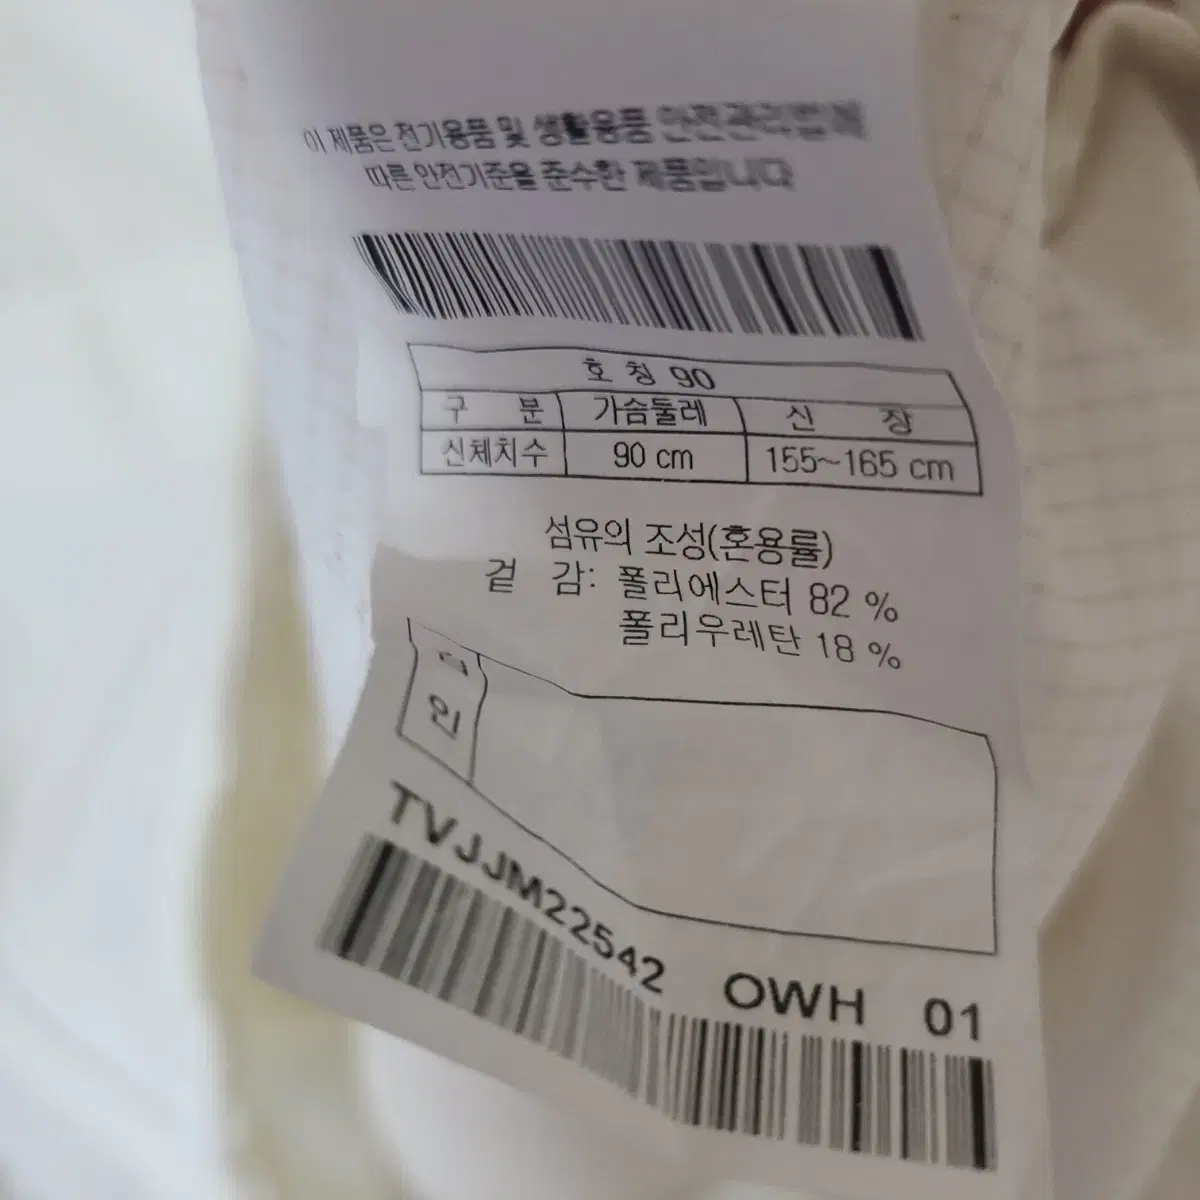 이 제품은 전기용품 및 생활용품 안전관리법에
따른 안전기준을 준수한 제품입니다
호 칭 90
구 분 가슴둘레 신 장
신체치수 90 cm 155~165 cm
섬유의 조성(혼용률)
겉 감: 폴리에스터 82 %
폴리우레탄 18 %
인
TVJJM22542 OWH 01